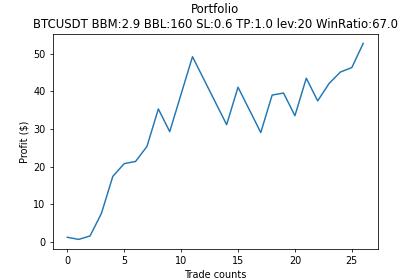 Portfolio
BTCUSDT BBM:2.9 BBL:160 SL:0.6 TP:1.0 lev:20 WinRatio:67.0
Profit ($)
50
40
30
20
10
0
0 5 10 15 20 25
Trade counts